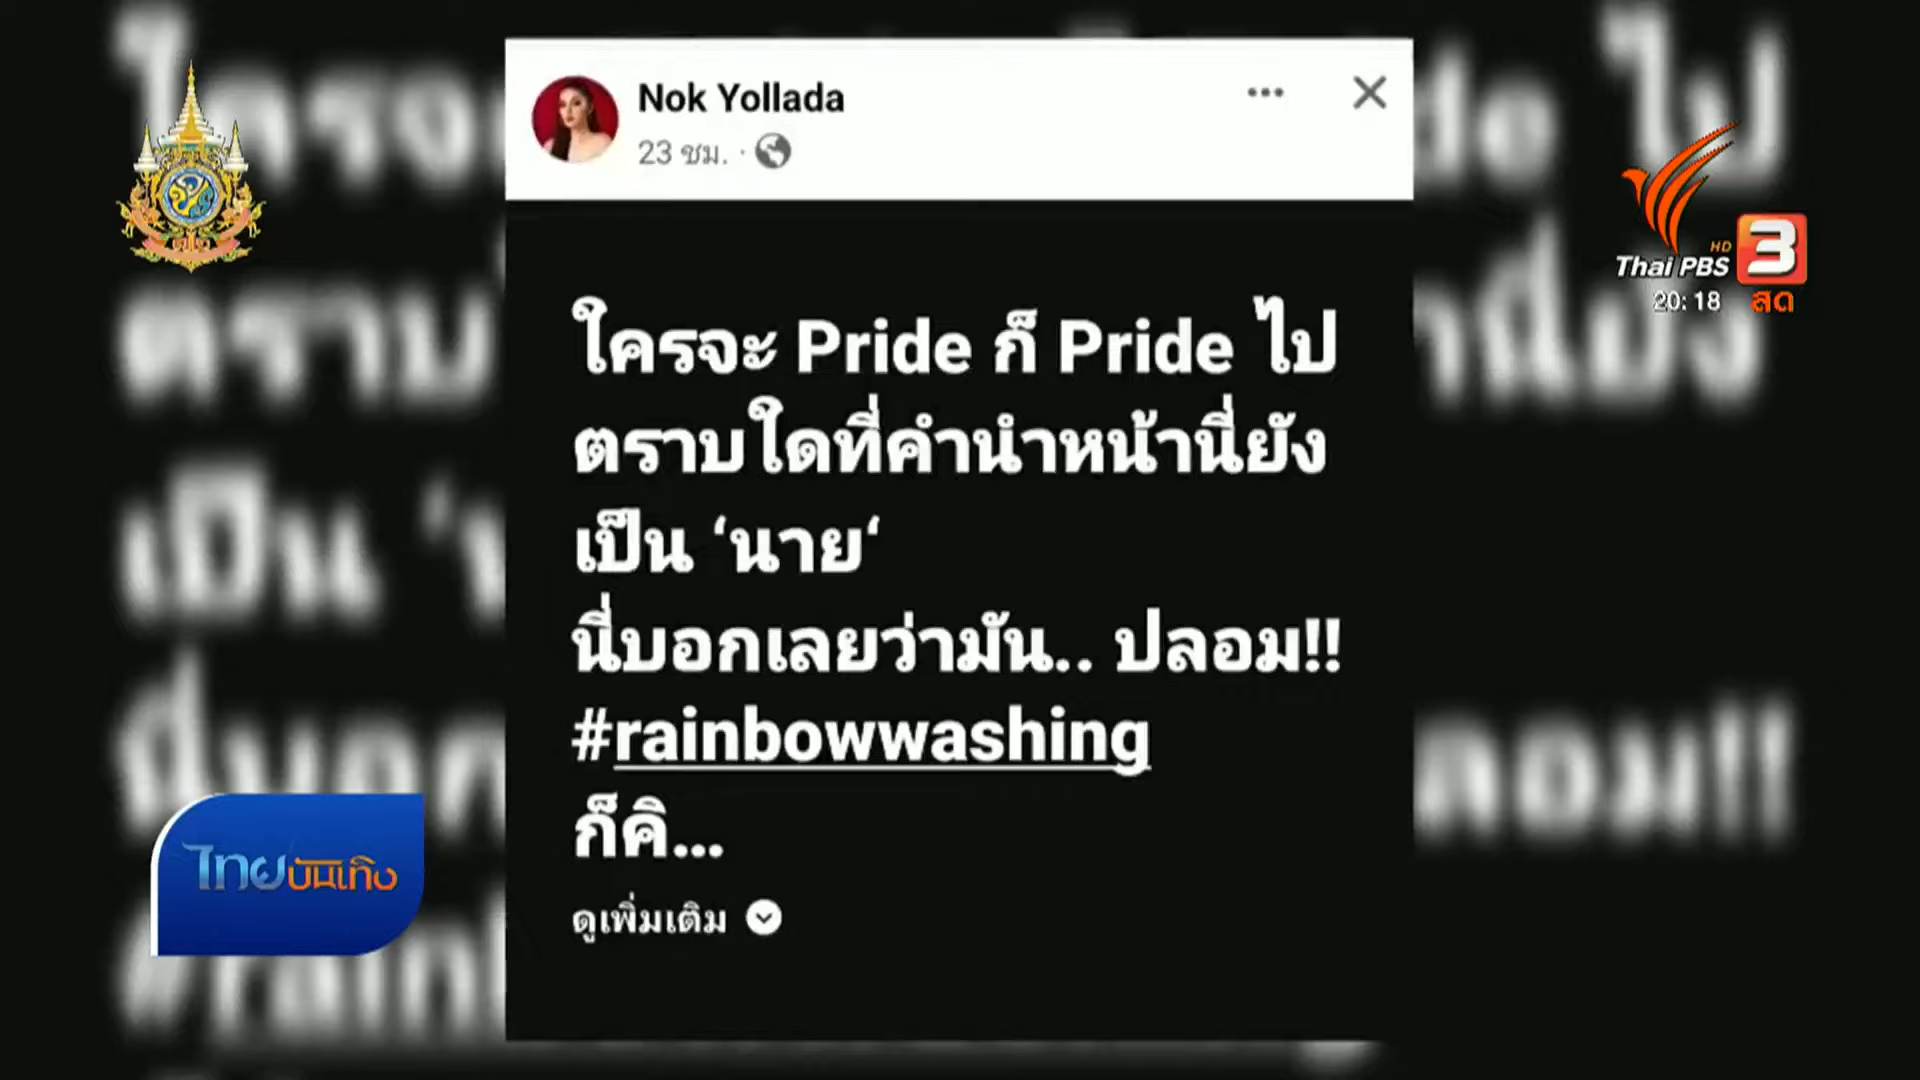 Nok Yollada
23 ชม.
ใครจะ Pride ก็ Pride ไป
ตราบใดที่คำนำหน้านี่ยัง
เป็น ‘นาย‘
นี่บอกเลยว่ามัน.. ปลอม!!
#rainbowwashing
ก็คิ...
ดูเพิ่มเติม
HD
Thai PBS 3
20:18 สด
ไทยบันเทิง